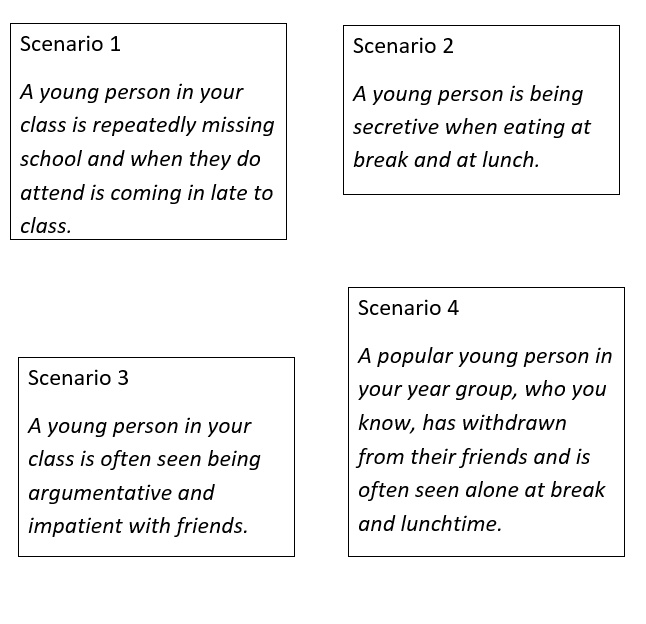 Scenario 1
A young person in your
class is repeatedly missing
school and when they do
attend is coming in late to
class.
Scenario 2
A young person is being
secretive when eating at
break and at lunch.
Scenario 3
A young person in your
class is often seen being
argumentative and
impatient with friends.
Scenario 4
A popular young person in
your year group, who you
know, has withdrawn
from their friends and is
often seen alone at break
and lunchtime.